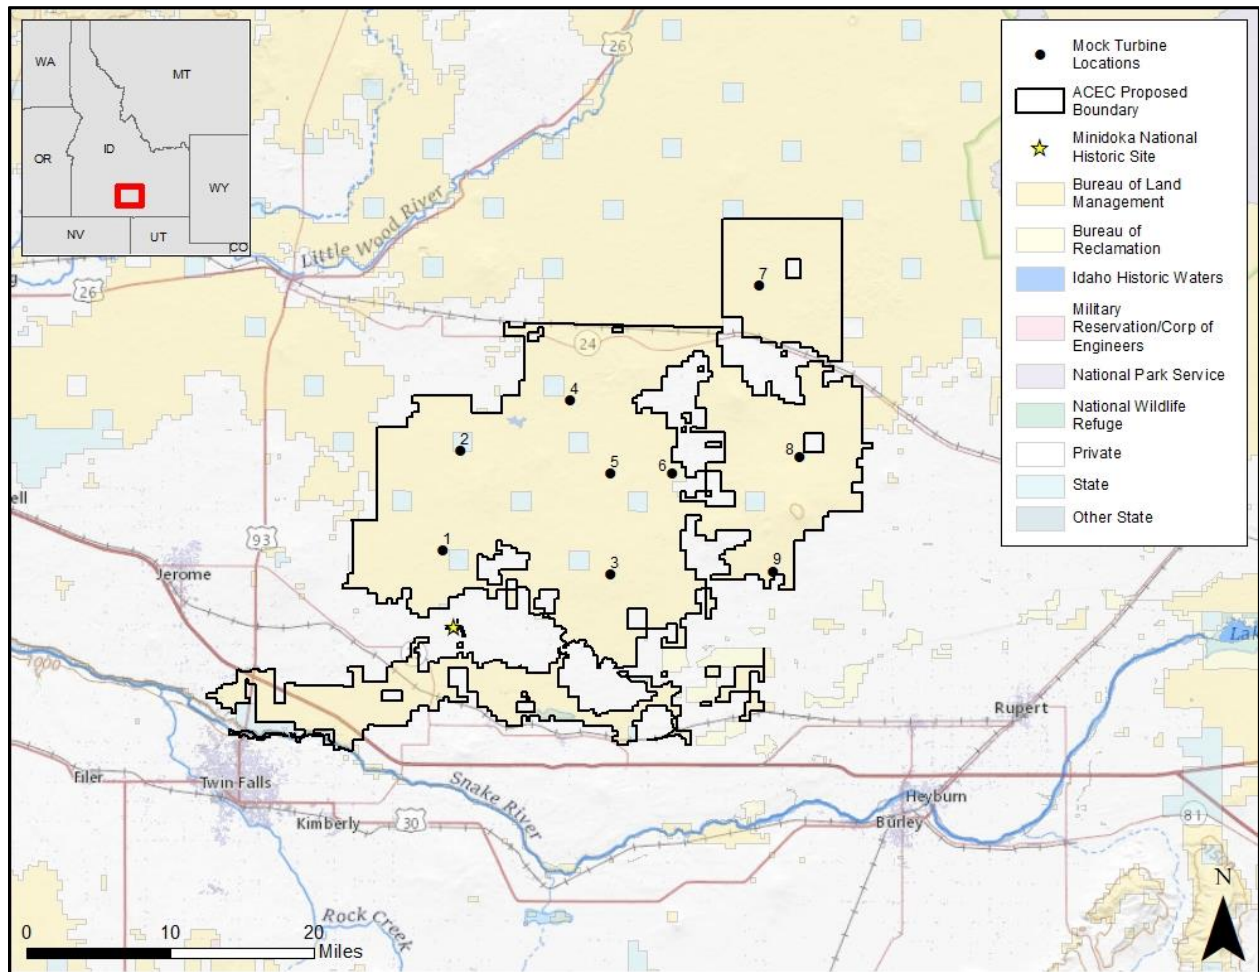 WA
MT
OR
ID
WY
NV
UT
CO
26
Little Wood River
26
24
93
7
4
2
5
6
8
1
3
9
ell
Jerome
1000
Twin Falls
Filer
Kimberly
30
Snake River
Rock Creek
Rupert
Heyburn
Burley
81
Mock Turbine
Locations
ACEC Proposed
Boundary
Minidoka National
Historic Site
Bureau of Land
Management
Bureau of
Reclamation
Idaho Historic Waters
Military
Reservation/Corp of
Engineers
National Park Service
National Wildlife
Refuge
Private
State
Other State
0 10 20
Miles
N